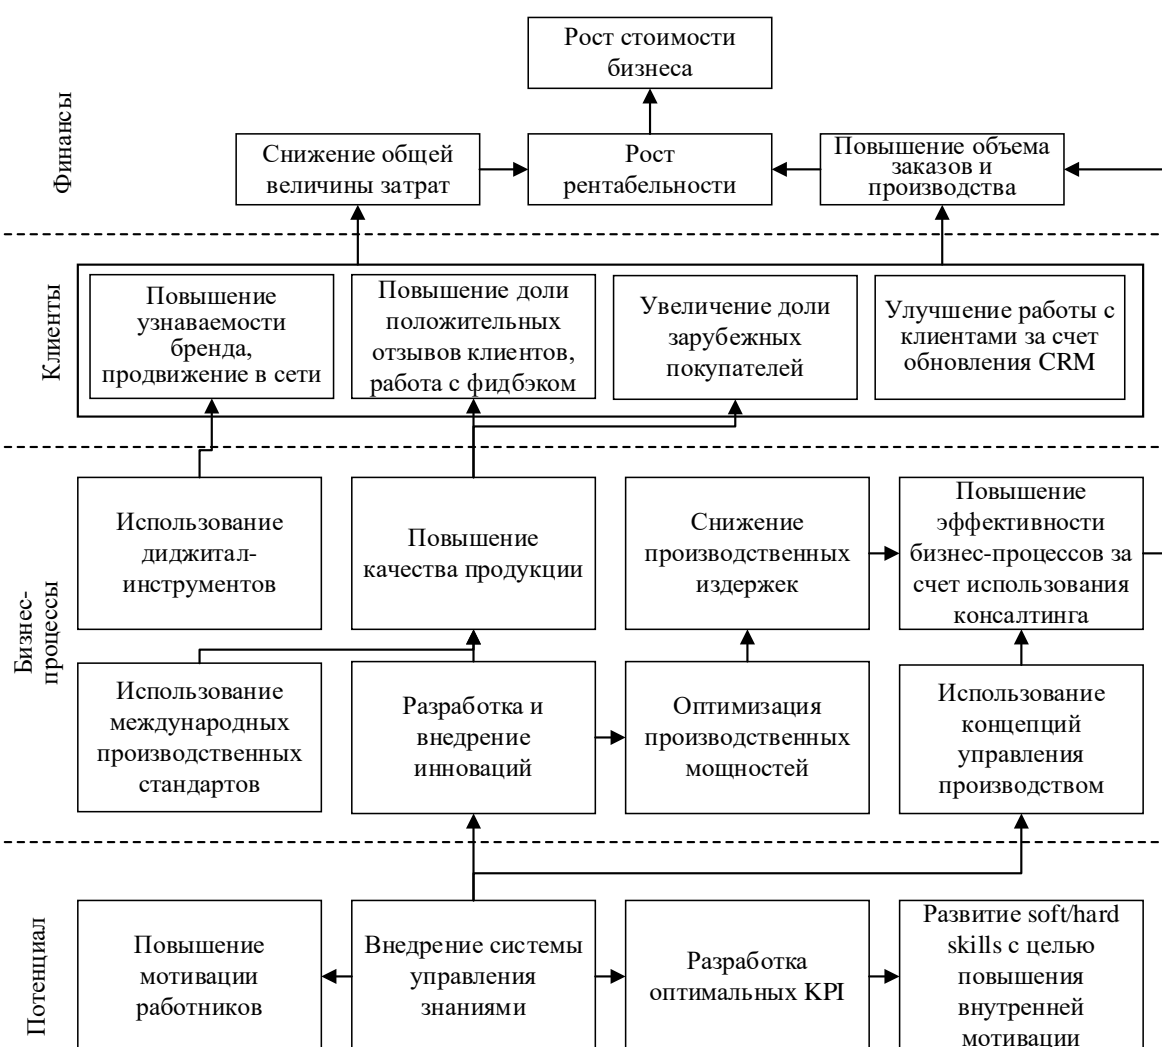 Финансы
Рост стоимости
бизнеса
Снижение общей
величины затрат
Рост
рентабельности
Повышение объема
заказов и
производства
Клиенты
Повышение
узнаваемости
бренда,
продвижение в сети
Повышение доли
положительных
отзывов клиентов,
работа с фидбэком
Увеличение доли
зарубежных
покупателей
Улучшение работы с
клиентами за счет
обновления CRM
Бизнес-
процессы
Использование
диджитал-
инструментов
Повышение
качества продукции
Снижение
производственных
издержек
Повышение
эффективности
бизнес-процессов за
счет использования
консалтинга
Использование
международных
производственных
стандартов
Разработка и
внедрение
инноваций
Оптимизация
производственных
мощностей
Использование
концепций
управления
производством
Потенциал
Повышение
мотивации
работников
Внедрение системы
управления
знаниями
Разработка
оптимальных KPI
Развитие soft/hard
skills с целью
повышения
внутренней
мотивации